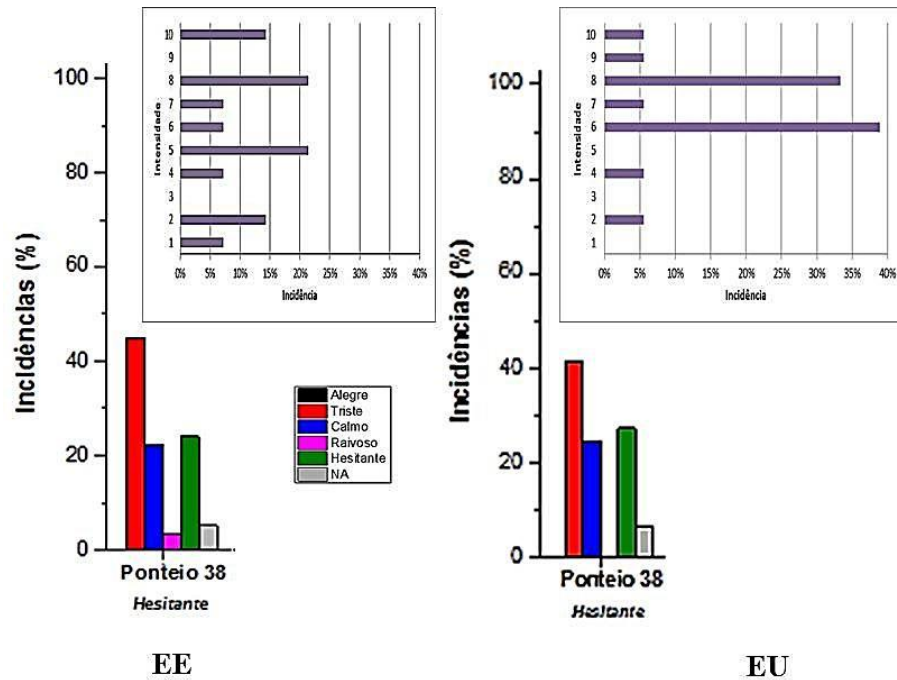 Intensidade
10
9
8
7
6
5
4
3
2
1
0%
5%
10%
15%
20%
25%
30%
35%
40%
Incidência
Incidências (%)
100
80
60
40
20
0
Ponteio 38
Hesitante
EE
Alegre
Triste
Calmo
Raivoso
Hesitante
NA
Intensidade
10
9
8
7
6
5
4
3
2
1
0%
5%
10%
15%
20%
25%
30%
35%
40%
Incidência
Incidências (%)
100
80
60
40
20
0
Ponteio 38
Hesitante
EU